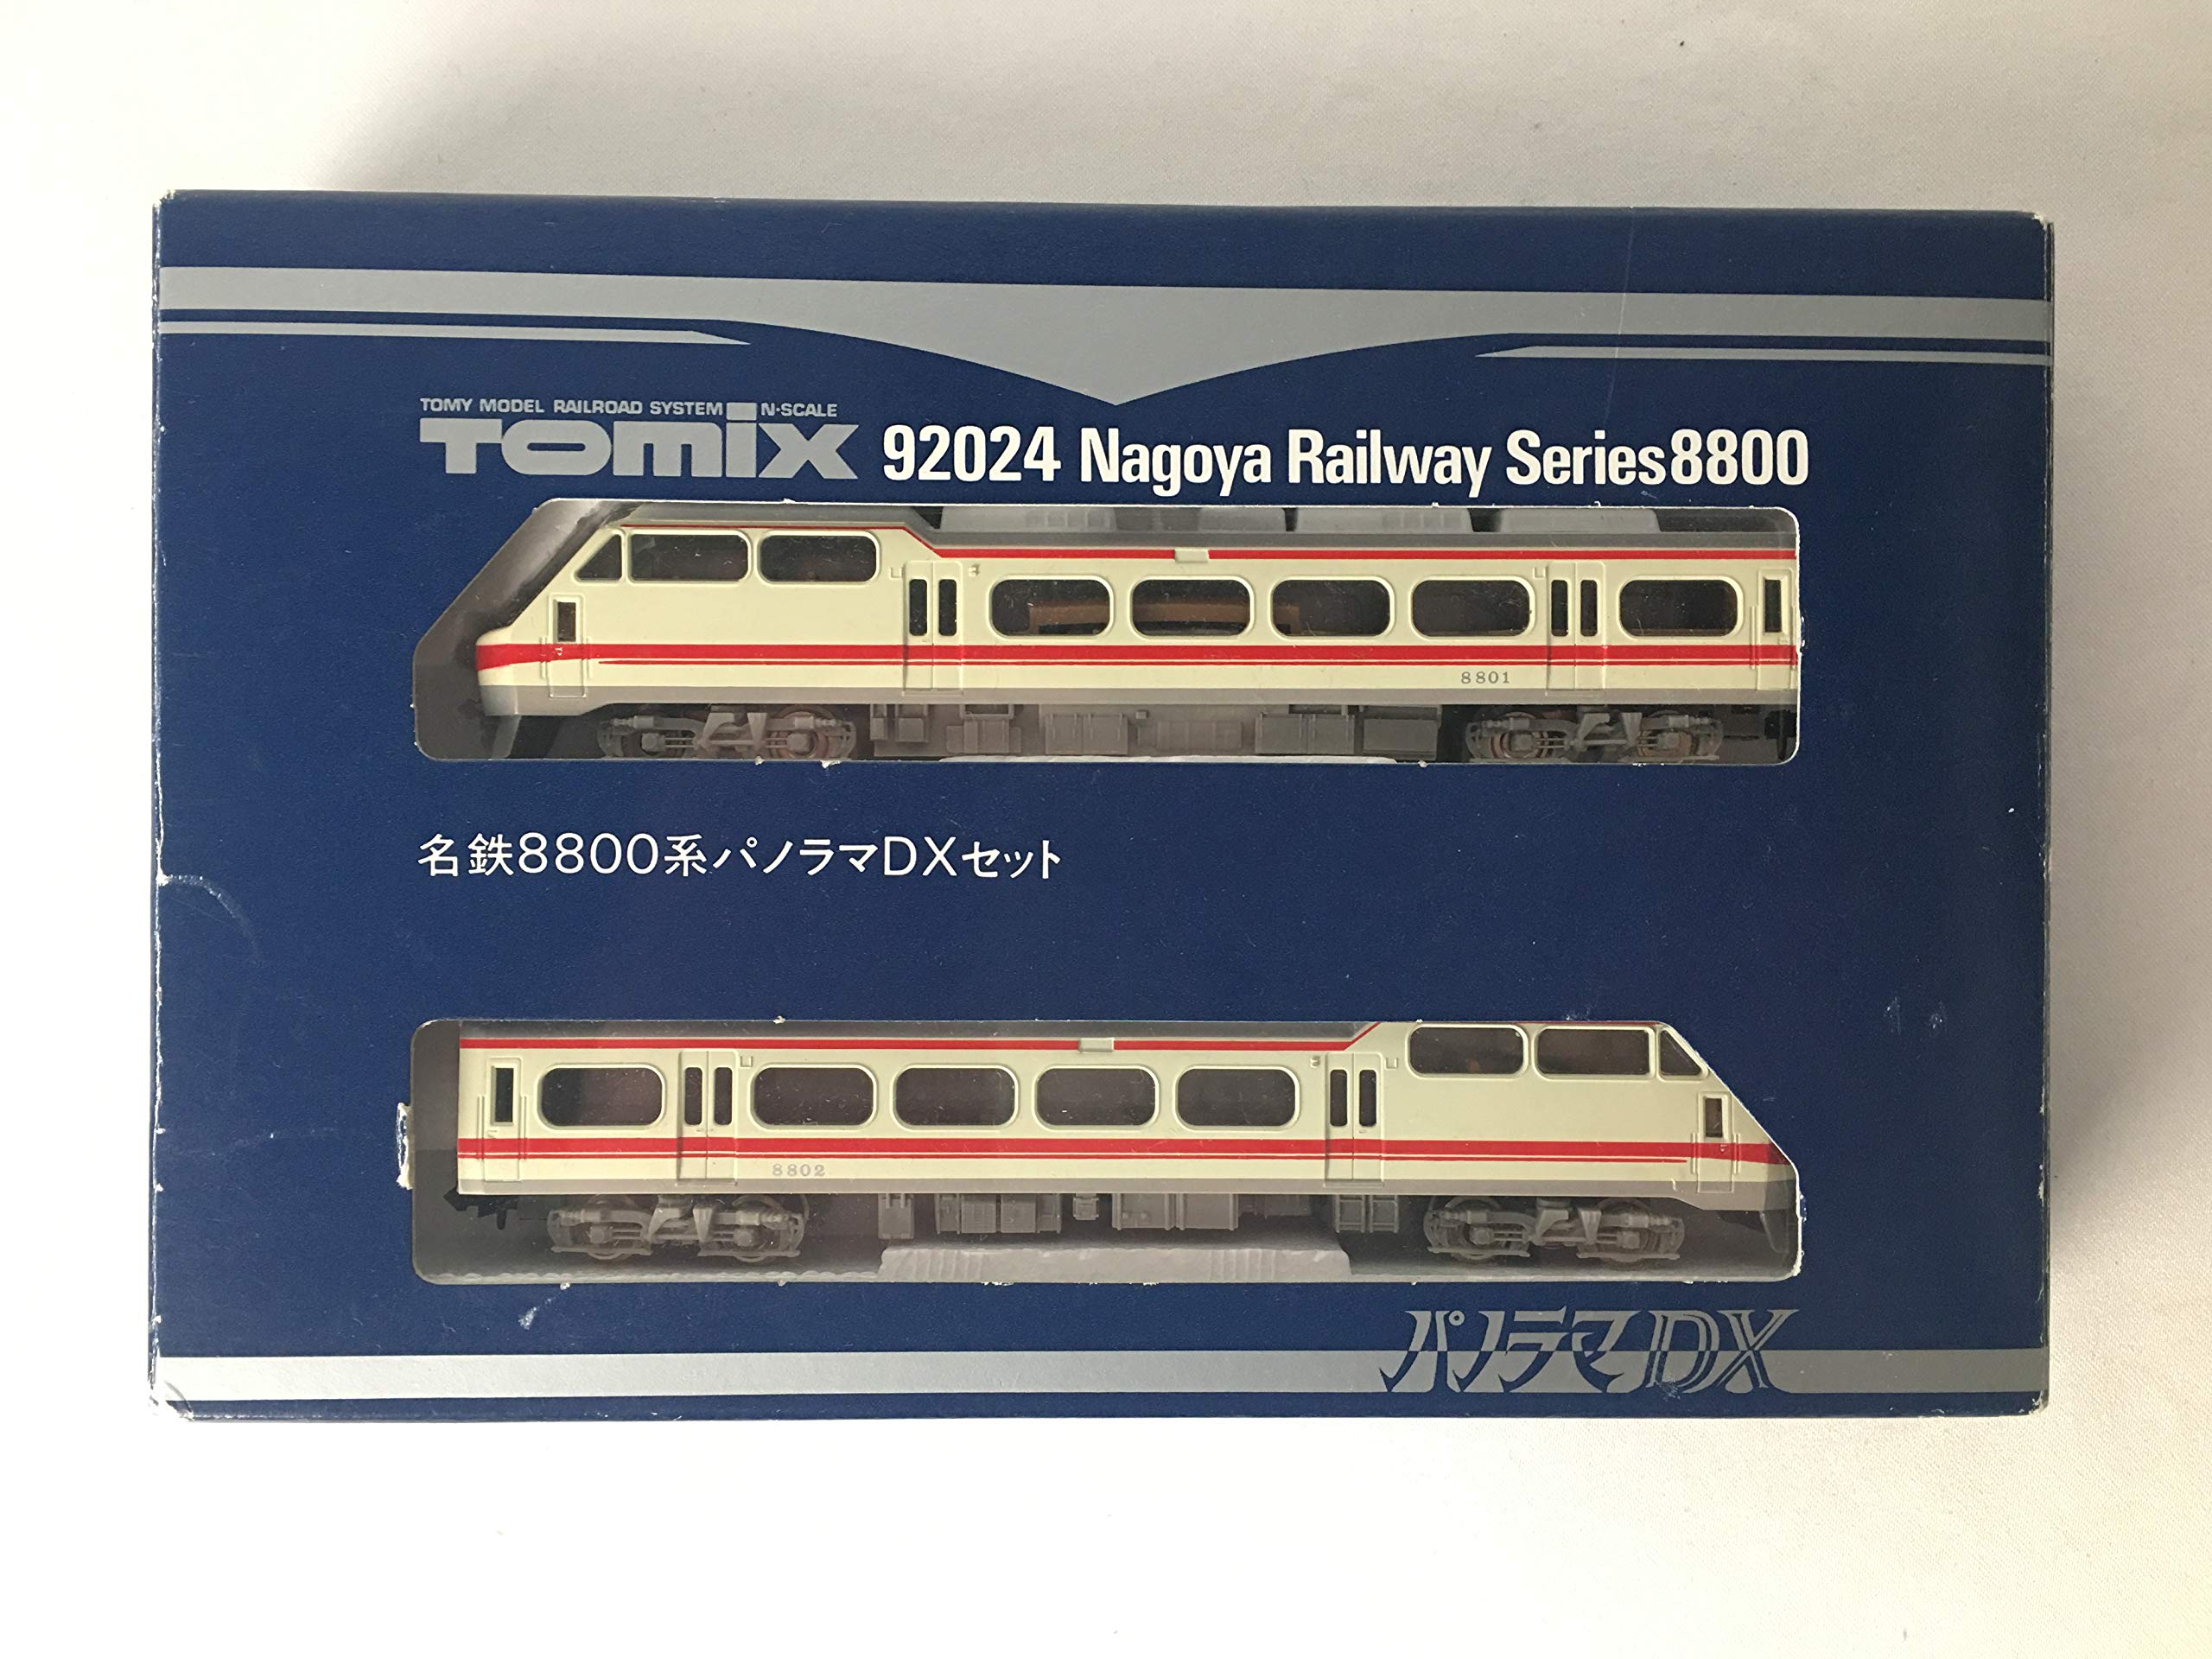 TOMY MODEL RAILROAD SYSTEM N·SCALE
TOMIX 92024 Nagoya Railway Series8800
8801
名鉄8800系パノラマDXセット
8802
パノラマDX